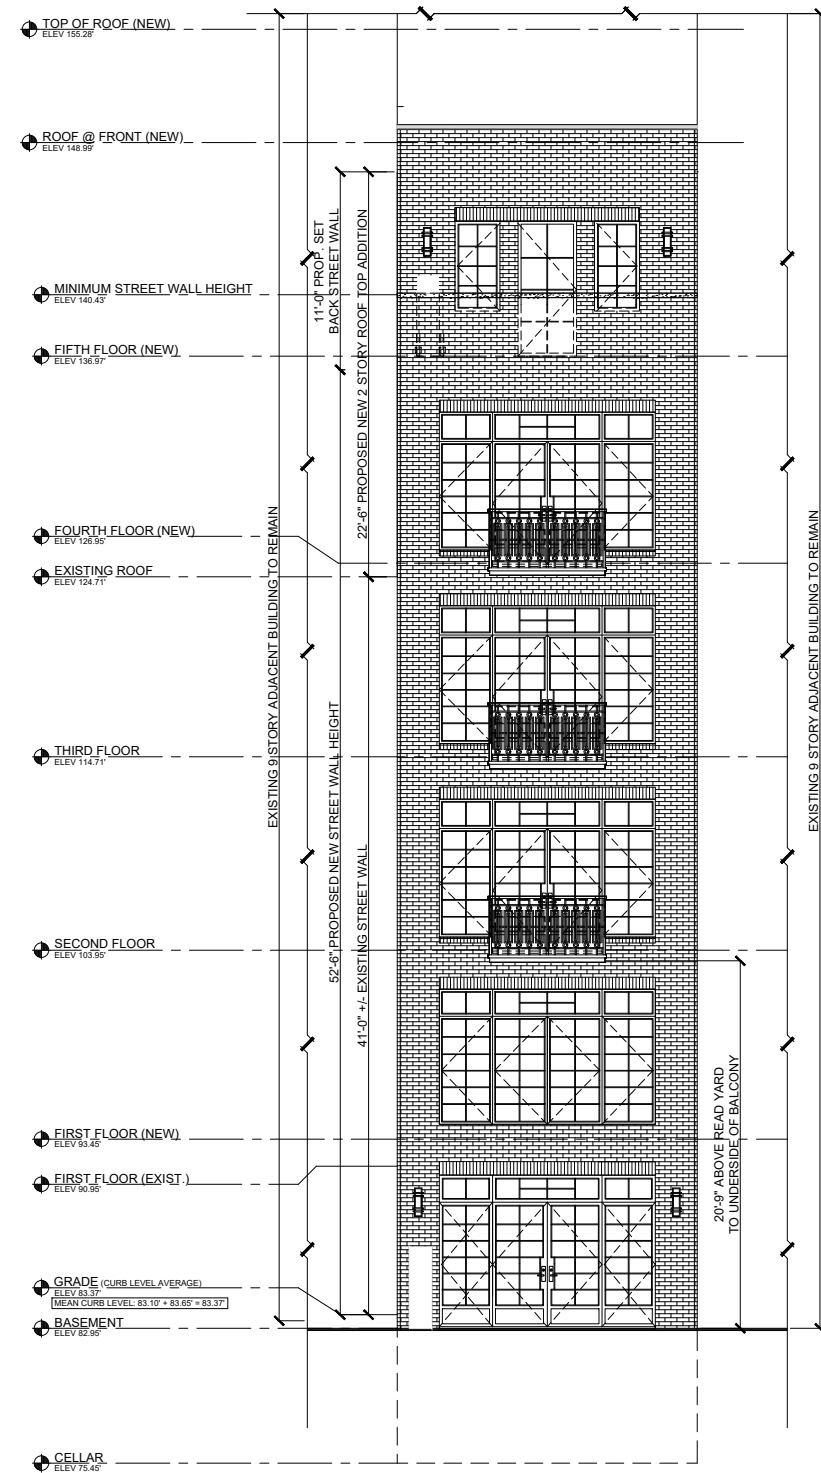 TOP OF ROOF (NEW)
ELEV 155.28'
ROOF @ FRONT (NEW)
ELEV 148.99'
11'-0" PROP. SET
BACK STREET WALL
22'-6" PROPOSED NEW 2 STORY ROOF TOP ADDITION
MINIMUM STREET WALL HEIGHT
ELEV 140.43'
FIFTH FLOOR (NEW)
ELEV 136.97'
FOURTH FLOOR (NEW)
ELEV 126.95'
EXISTING ROOF
ELEV 124.71'
EXISTING 9 STORY ADJACENT BUILDING TO REMAIN
EXISTING 9 STORY ADJACENT BUILDING TO REMAIN
THIRD FLOOR
ELEV 114.71'
52'-6" PROPOSED NEW STREET WALL HEIGHT
41'-0" +/- EXISTING STREET WALL
SECOND FLOOR
ELEV 103.95'
FIRST FLOOR (NEW)
ELEV 93.45'
FIRST FLOOR (EXIST.)
ELEV 90.95'
20'-9" ABOVE READ YARD
TO UNDERSIDE OF BALCONY
GRADE (CURB LEVEL AVERAGE)
ELEV 83.37'
MEAN CURB LEVEL: 83.10' + 83.65' = 83.37'
BASEMENT
ELEV 82.95'
CELLAR
ELEV 75.45'